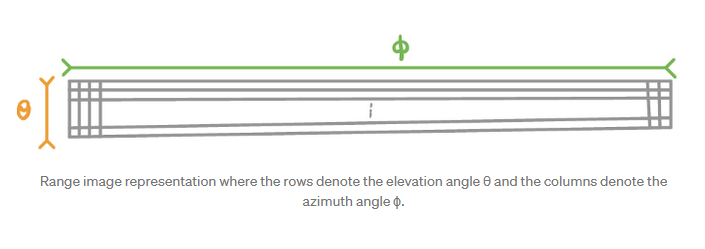 ϕ
θ
i
Range image representation where the rows denote the elevation angle θ and the columns denote the
azimuth angle ϕ.